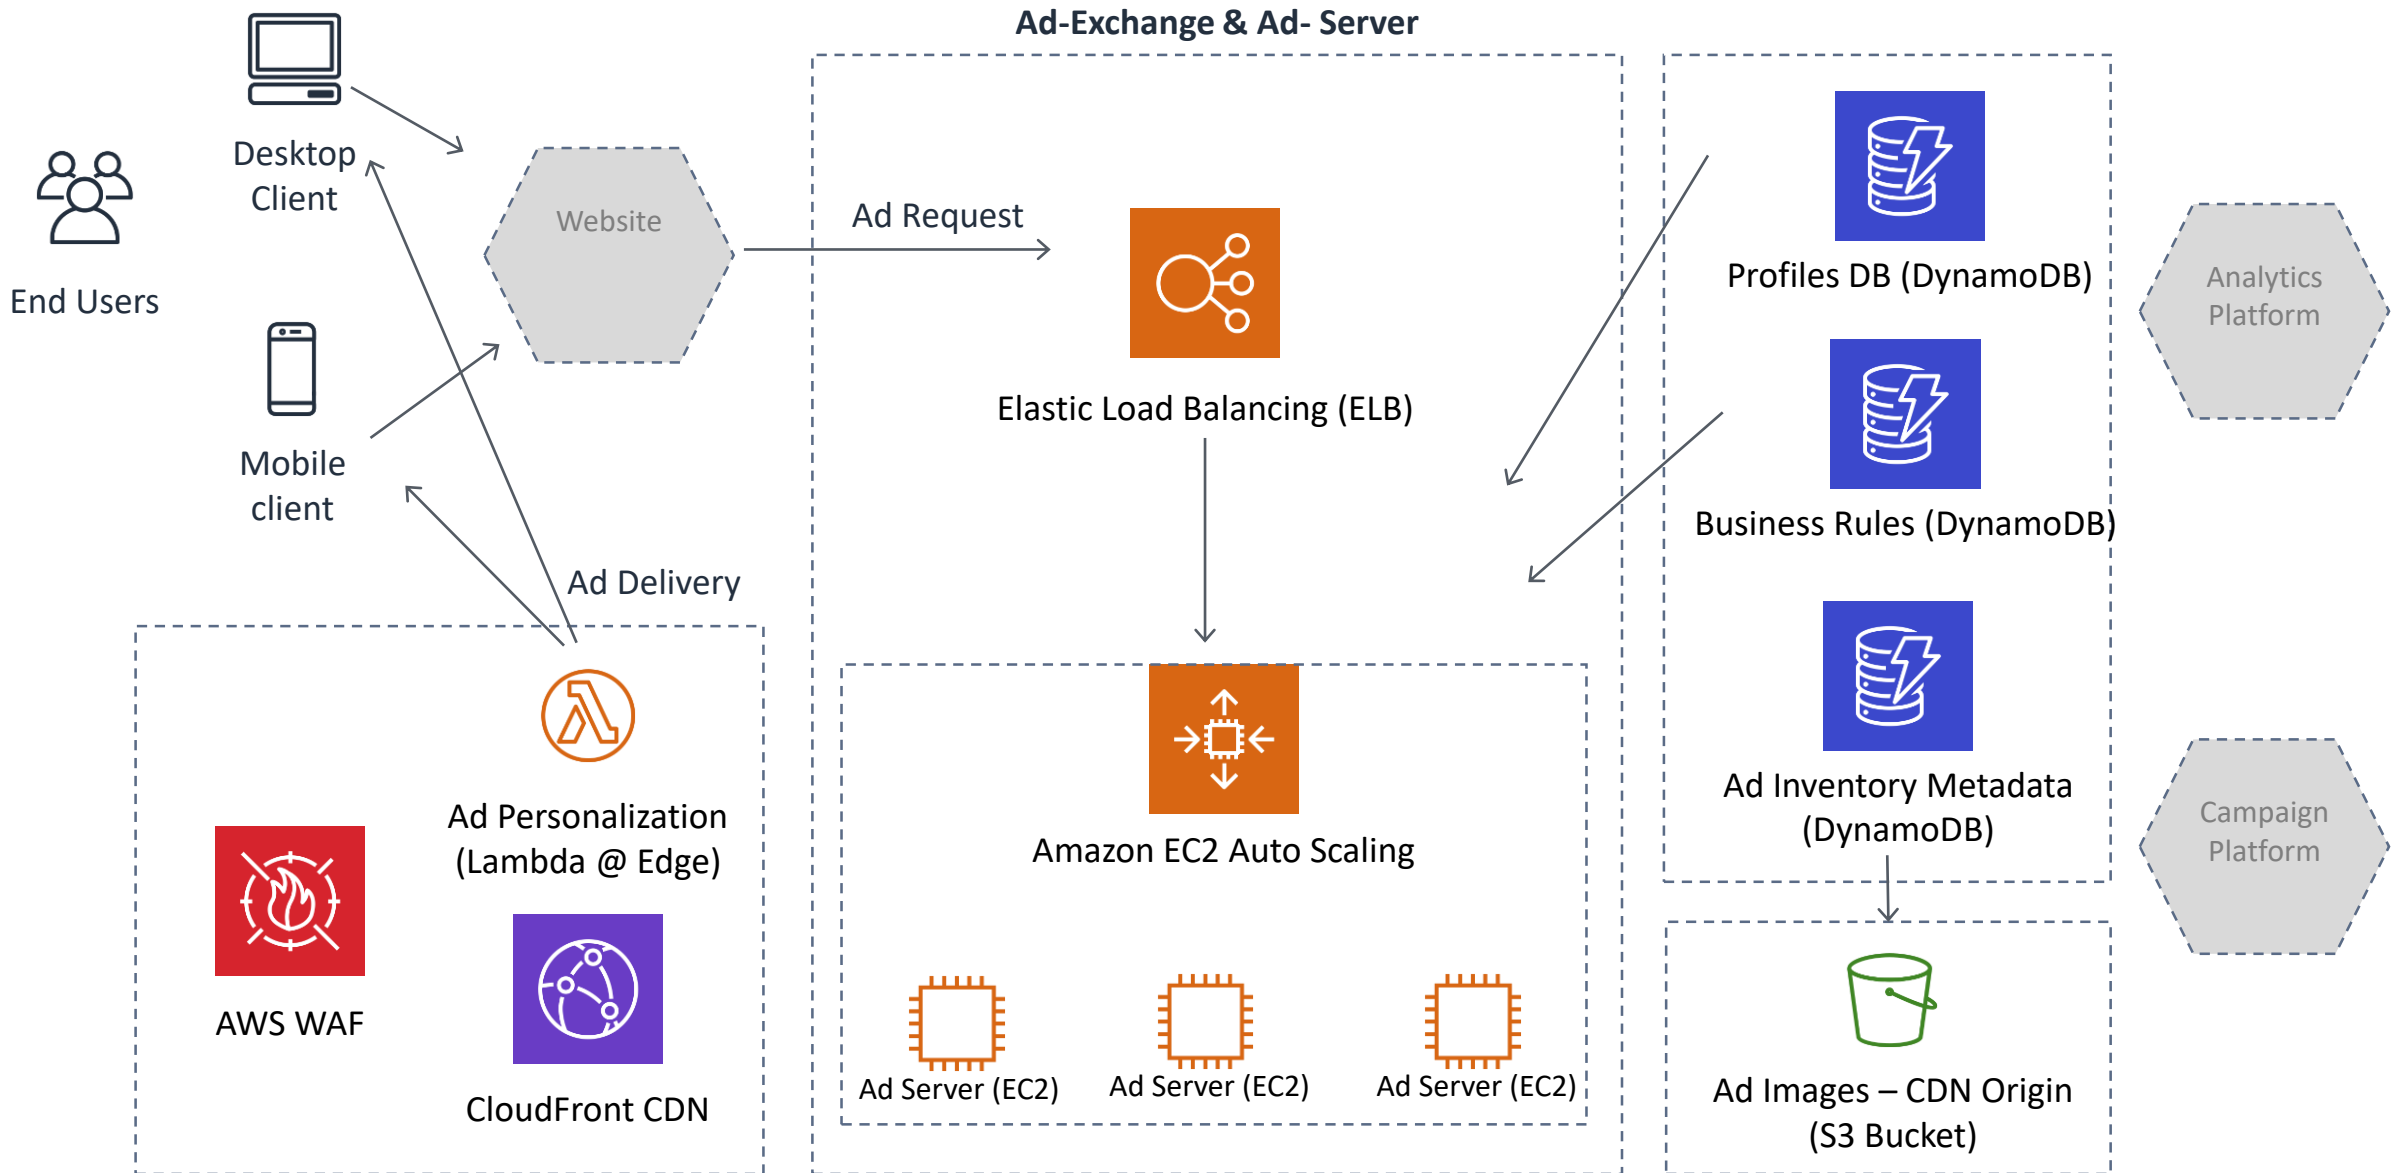 Ad-Exchange & Ad- Server
Desktop
Client
End Users
Mobile
client
Website
Ad Request
Elastic Load Balancing (ELB)
Profiles DB (DynamoDB)
Business Rules (DynamoDB)
Ad Inventory Metadata
(DynamoDB)
Analytics
Platform
Campaign
Platform
Ad Delivery
Ad Personalization
(Lambda @ Edge)
AWS WAF
CloudFront CDN
Amazon EC2 Auto Scaling
Ad Server (EC2)
Ad Server (EC2)
Ad Server (EC2)
Ad Images – CDN Origin
(S3 Bucket)